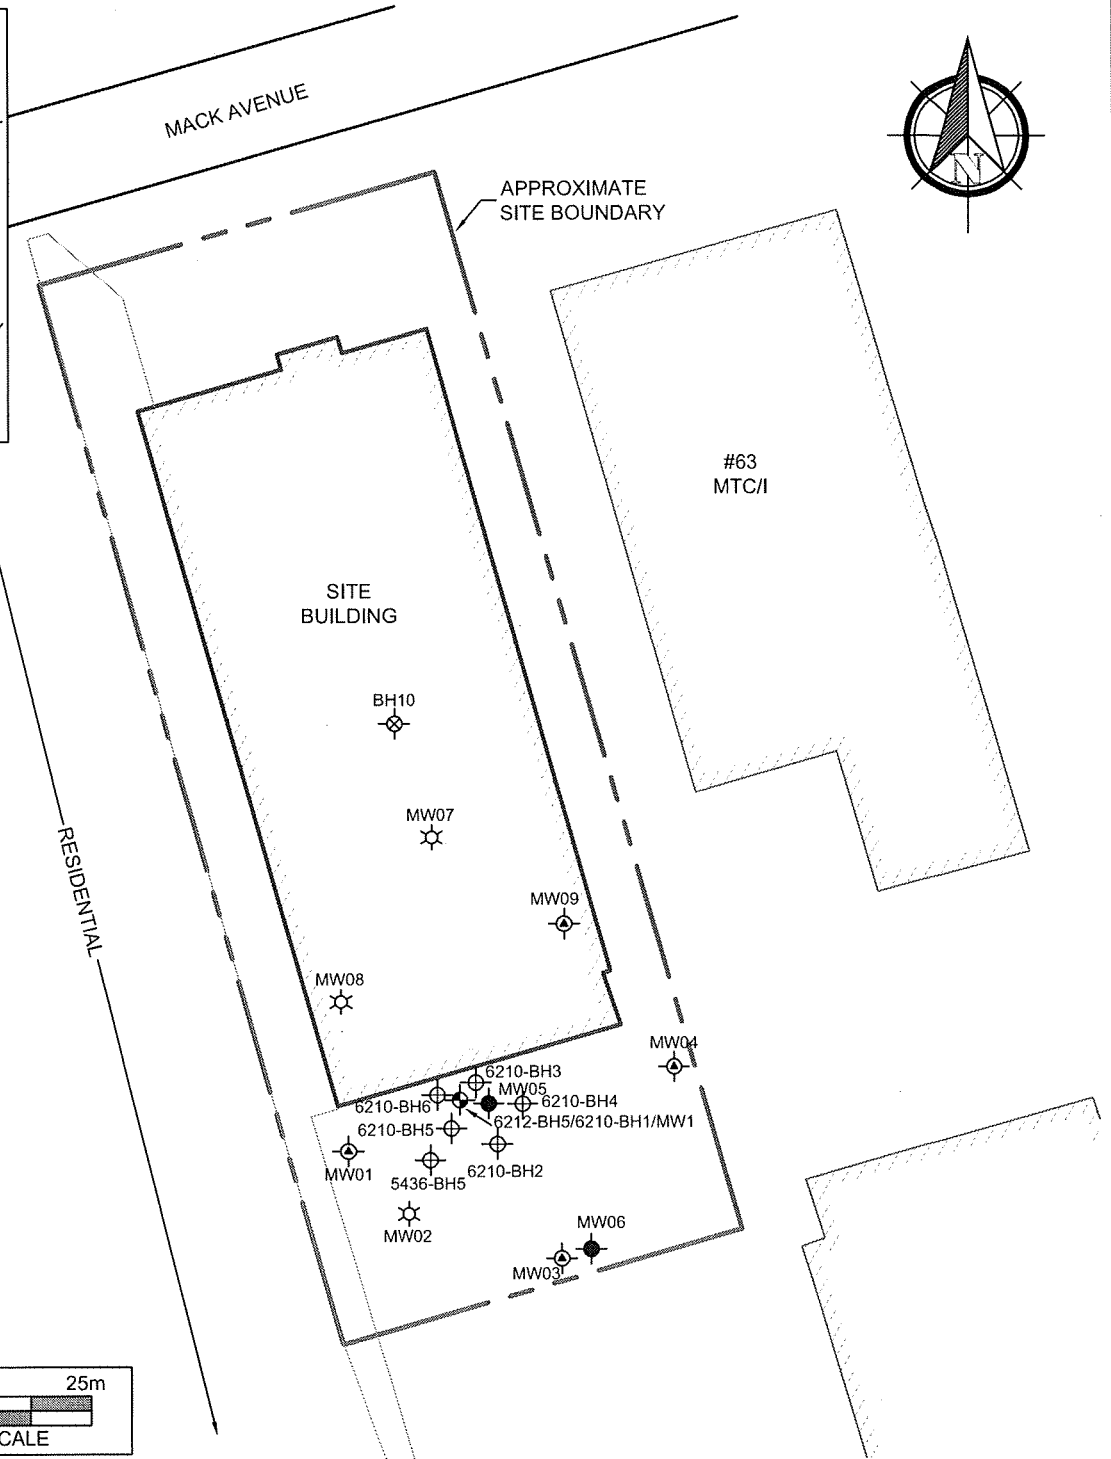 MACK AVENUE
N
APPROXIMATE
SITE BOUNDARY
#63
MTC/I
SITE
BUILDING
BH10
MW07
RESIDENTIAL
MW09
MW08
MW04
6210-BH3
MW05
6210-BH6
6210-BH4
6212-BH5/6210-BH1/MW1
6210-BH5
6210-BH2
MW01
5436-BH5
MW02
MW06
MW03
25m
CALE